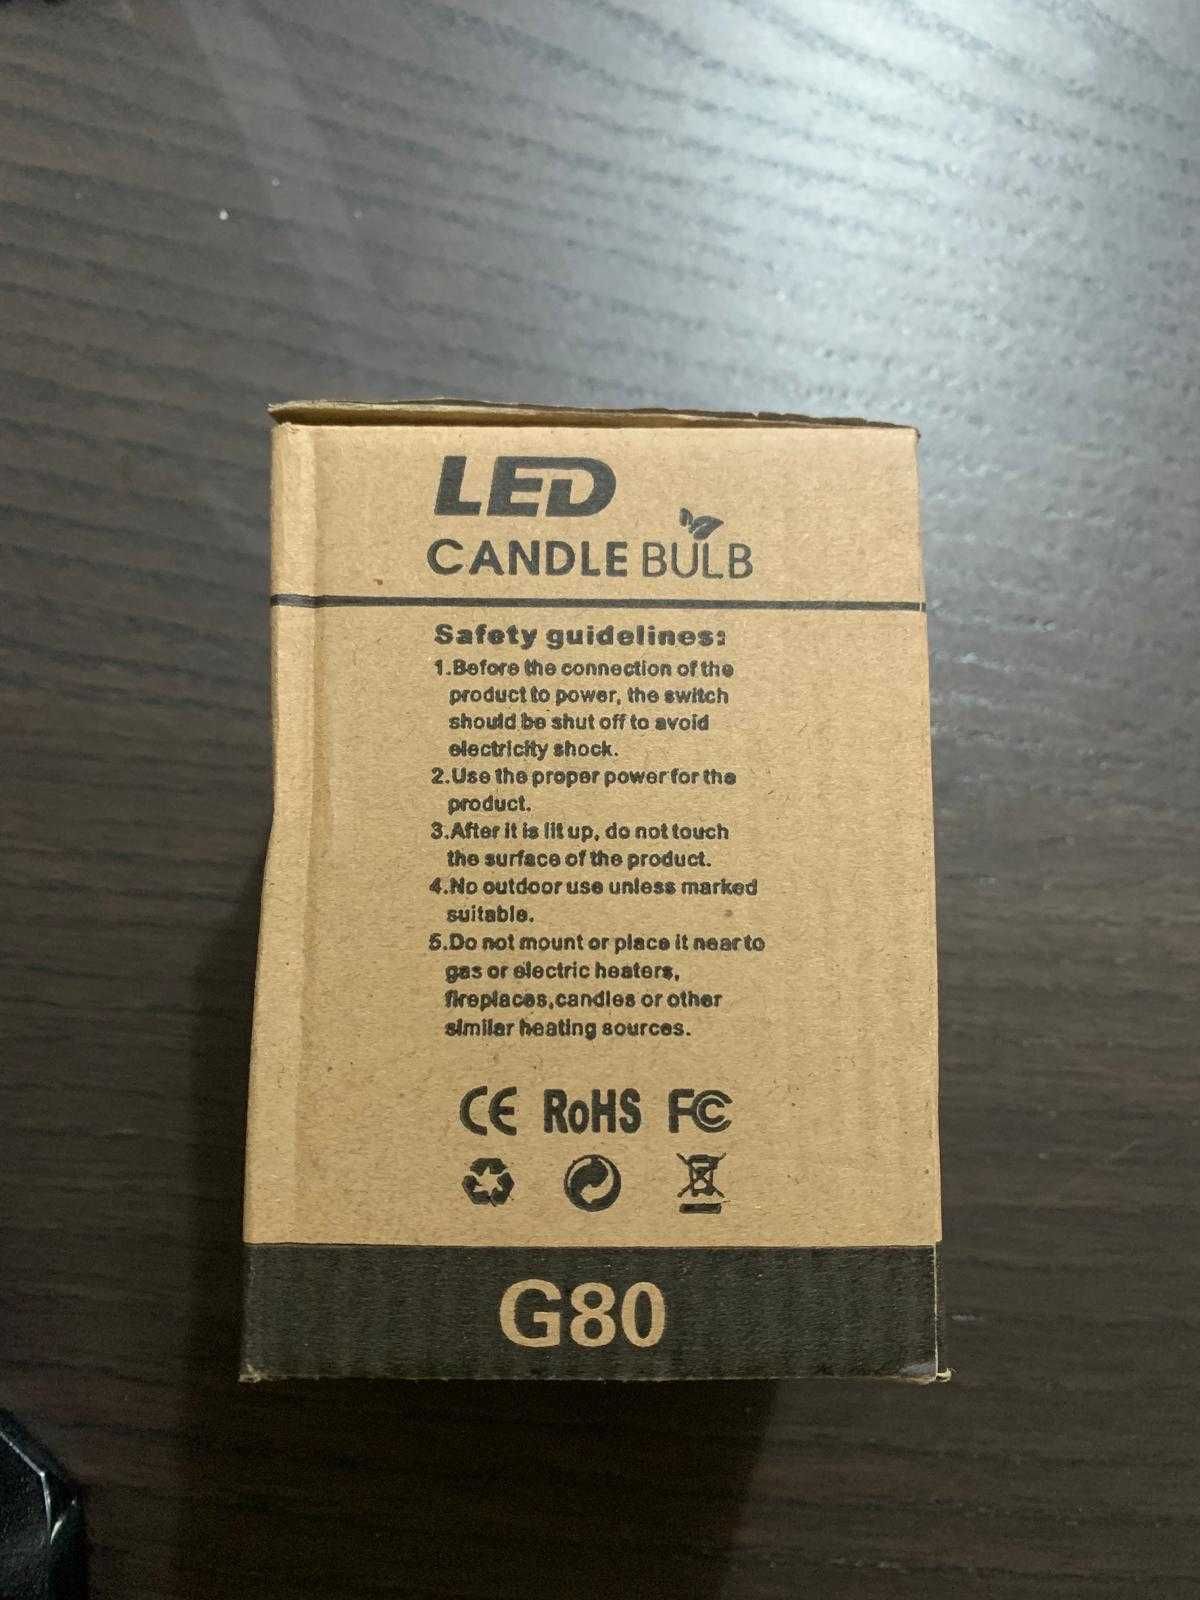 LED
CANDLE BULB
Safety guidelines:
1.Before the connection of the
product to power, the switch
should be shut off to avoid
electricity shock.
2.Use the proper power for the
product.
3.After it is lit up, do not touch
the surface of the product.
4.No outdoor use unless marked
suitable.
5.Do not mount or place it near to
gas or electric heaters,
fireplaces,candles or other
similar heating sources.
CE RoHS FC
G80